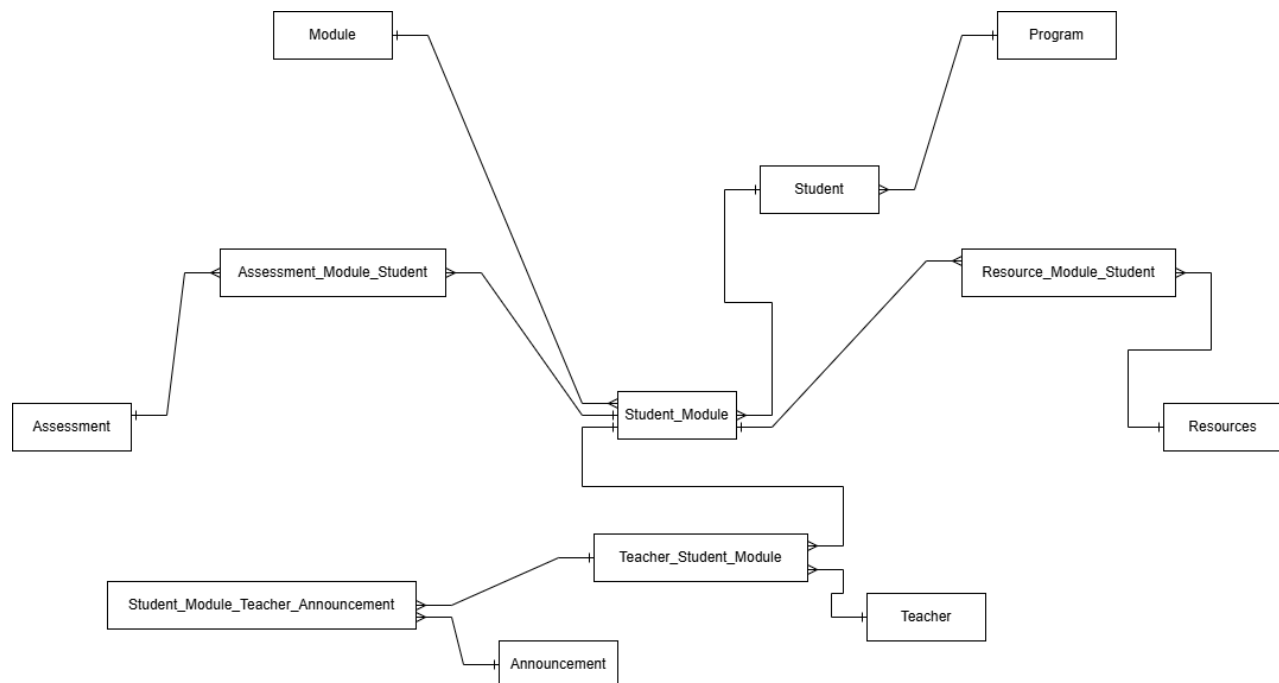 Module
Program
Student
Assessment_Module_Student
Resource_Module_Student
Student_Module
Assessment
Resources
Teacher_Student_Module
Student_Module_Teacher_Announcement
Teacher
Announcement